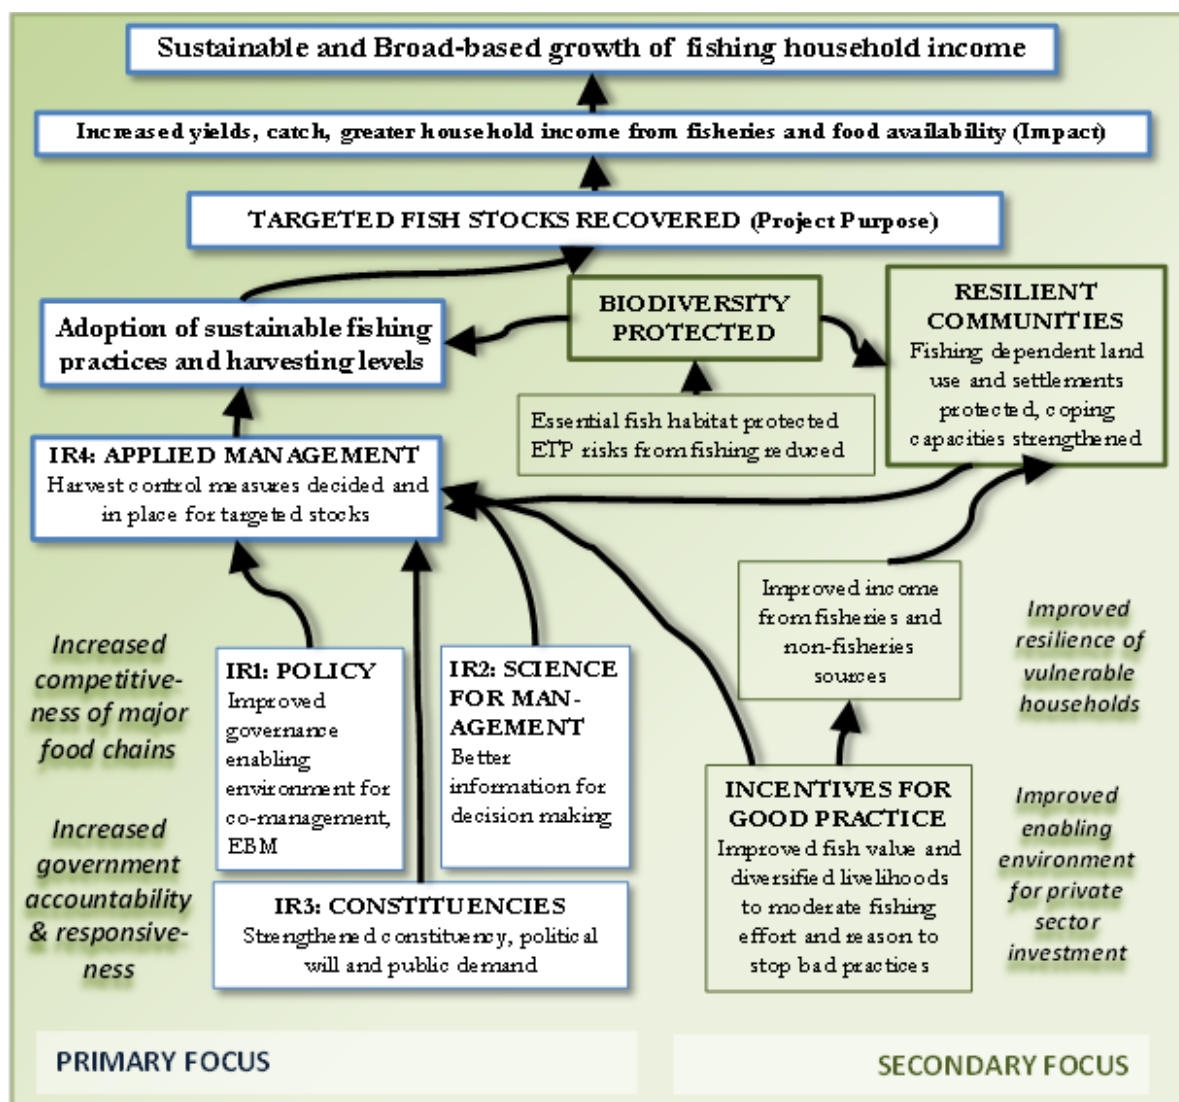 Sustainable and Broad-based growth of fishing household income
Increased yields, catch, greater household income from fisheries and food availability (Impact)
TARGETED FISH STOCKS RECOVERED (Project Purpose)
Adoption of sustainable fishing
practices and harvesting levels
BIODIVERSITY
PROTECTED
RESILIENT
COMMUNITIES
Fishing dependent land
use and settlements
protected, coping
capacities strengthened
Essential fish habitat protected
ETP risks from fishing reduced
IR4: APPLIED MANAGEMENT
Harvest control measures decided and
in place for targeted stocks
Improved income
from fisheries and
non-fisheries
sources
Improved
resilience of
vulnerable
households
Increased
competitive-
ness of major
food chains
IR1: POLICY
Improved
governance
enabling
environment for
co-management,
EBM
IR2: SCIENCE
FOR MAN-
AGEMENT
Better
information for
decision making
INCENTIVES FOR
GOOD PRACTICE
Improved fish value and
diversified livelihoods
to moderate fishing
effort and reason to
stop bad practices
Improved
enabling
environment
for private
sector
investment
Increased
government
accountability
& responsive-
ness
IR3: CONSTITUENCIES
Strengthened constituency, political
will and public demand
PRIMARY FOCUS
SECONDARY FOCUS